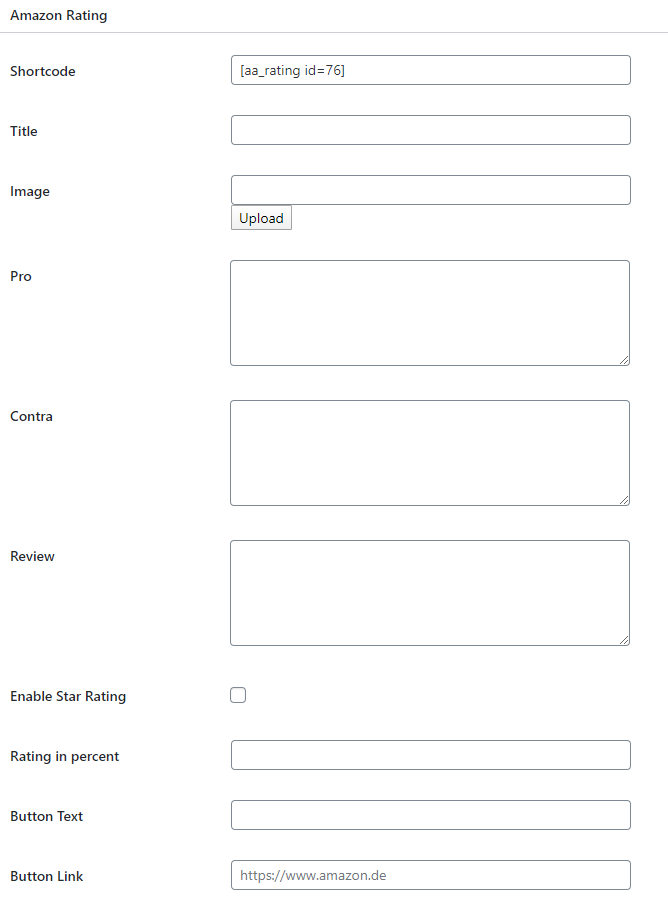 Amazon Rating
Shortcode
[aa_rating id=76]
Title
Image
Upload
Pro
Contra
Review
Enable Star Rating
Rating in percent
Button Text
Button Link
https://www.amazon.de